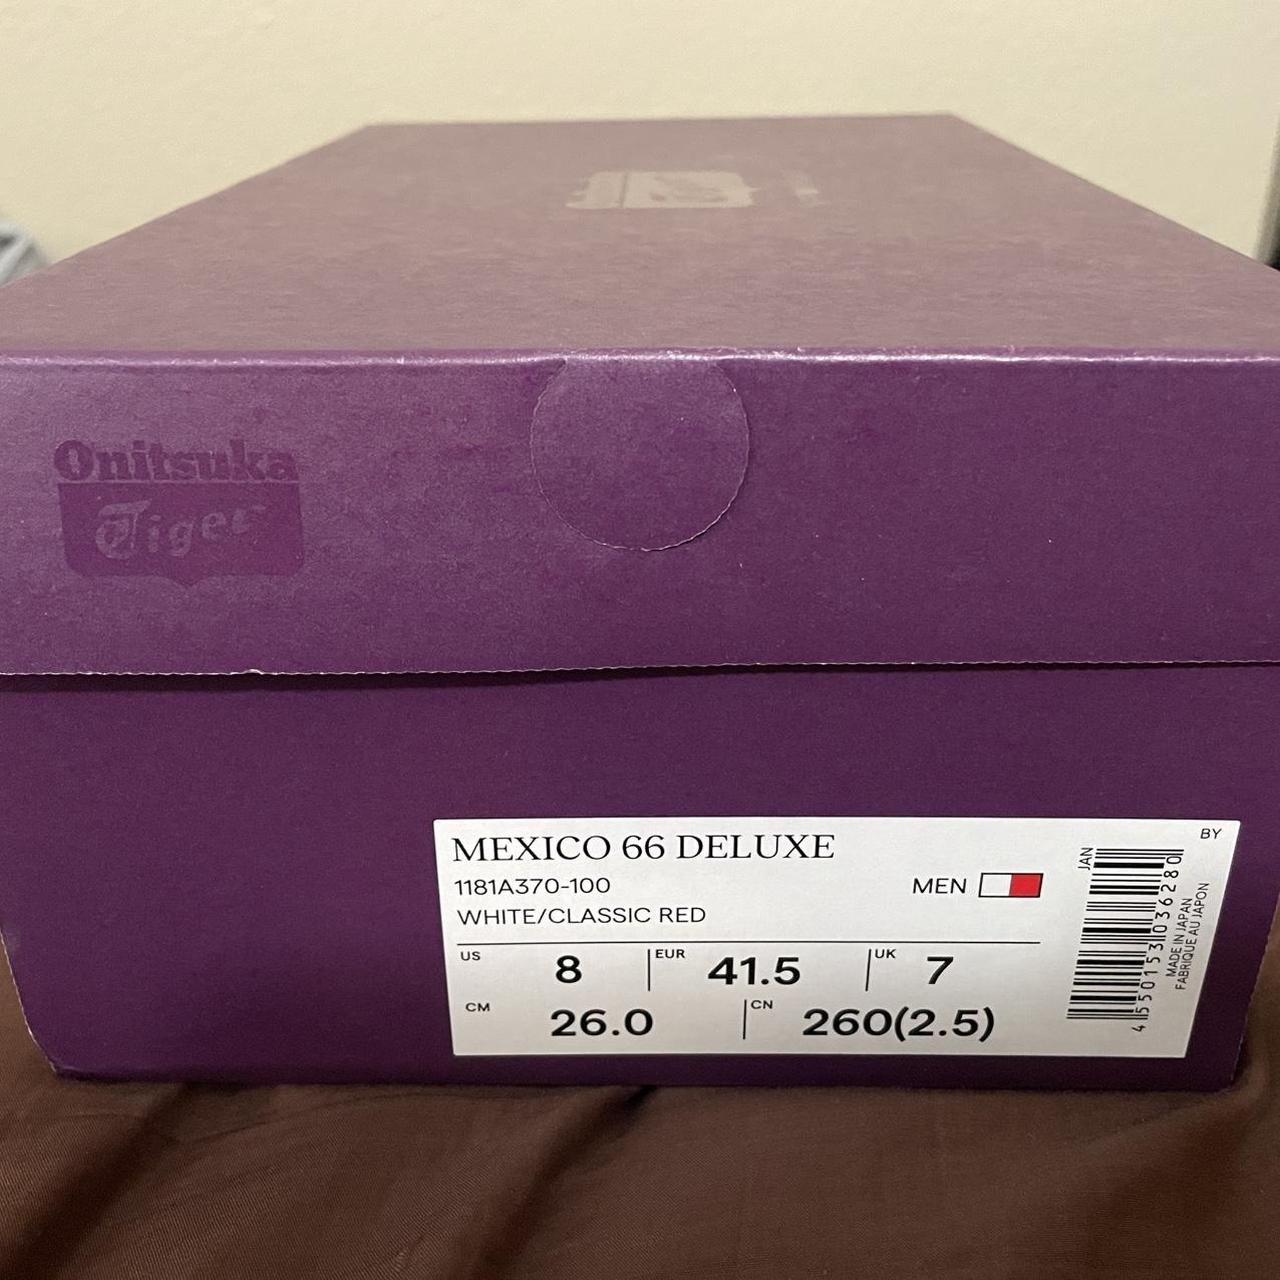 Onitsuka
Tiger
MEXICO 66 DELUXE
1181A370-100
WHITE/CLASSIC RED
MEN
US 8 EUR 41.5 UK 7
CM 26.0 CN 260(2.5)
BY
JAN
4550153036280
MADE IN JAPAN
FABRIQUE AU JAPON